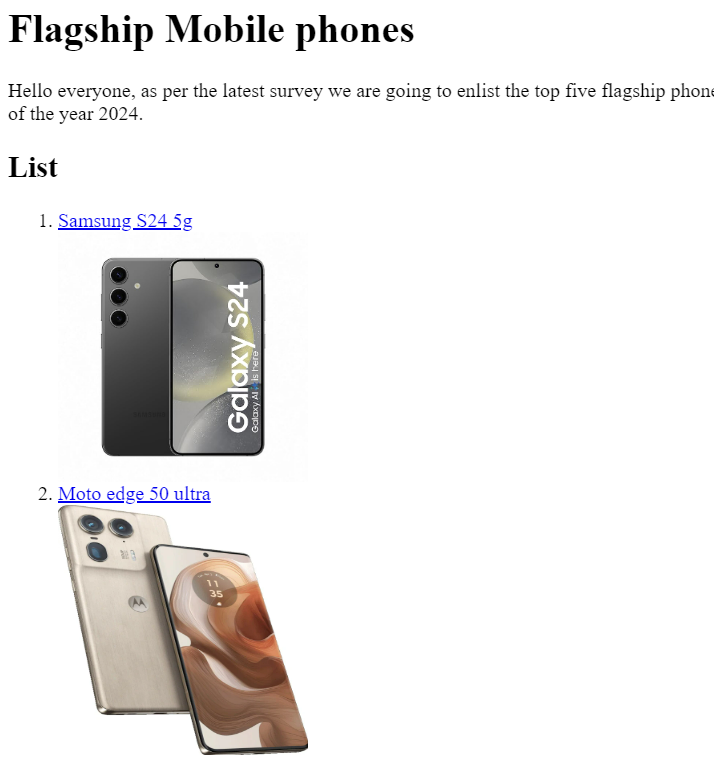 Flagship Mobile phones
Hello everyone, as per the latest survey we are going to enlist the top five flagship phone
of the year 2024.
List
1. Samsung S24 5g
Galaxy S24
Galaxy AI is here
2. Moto edge 50 ultra
11
35